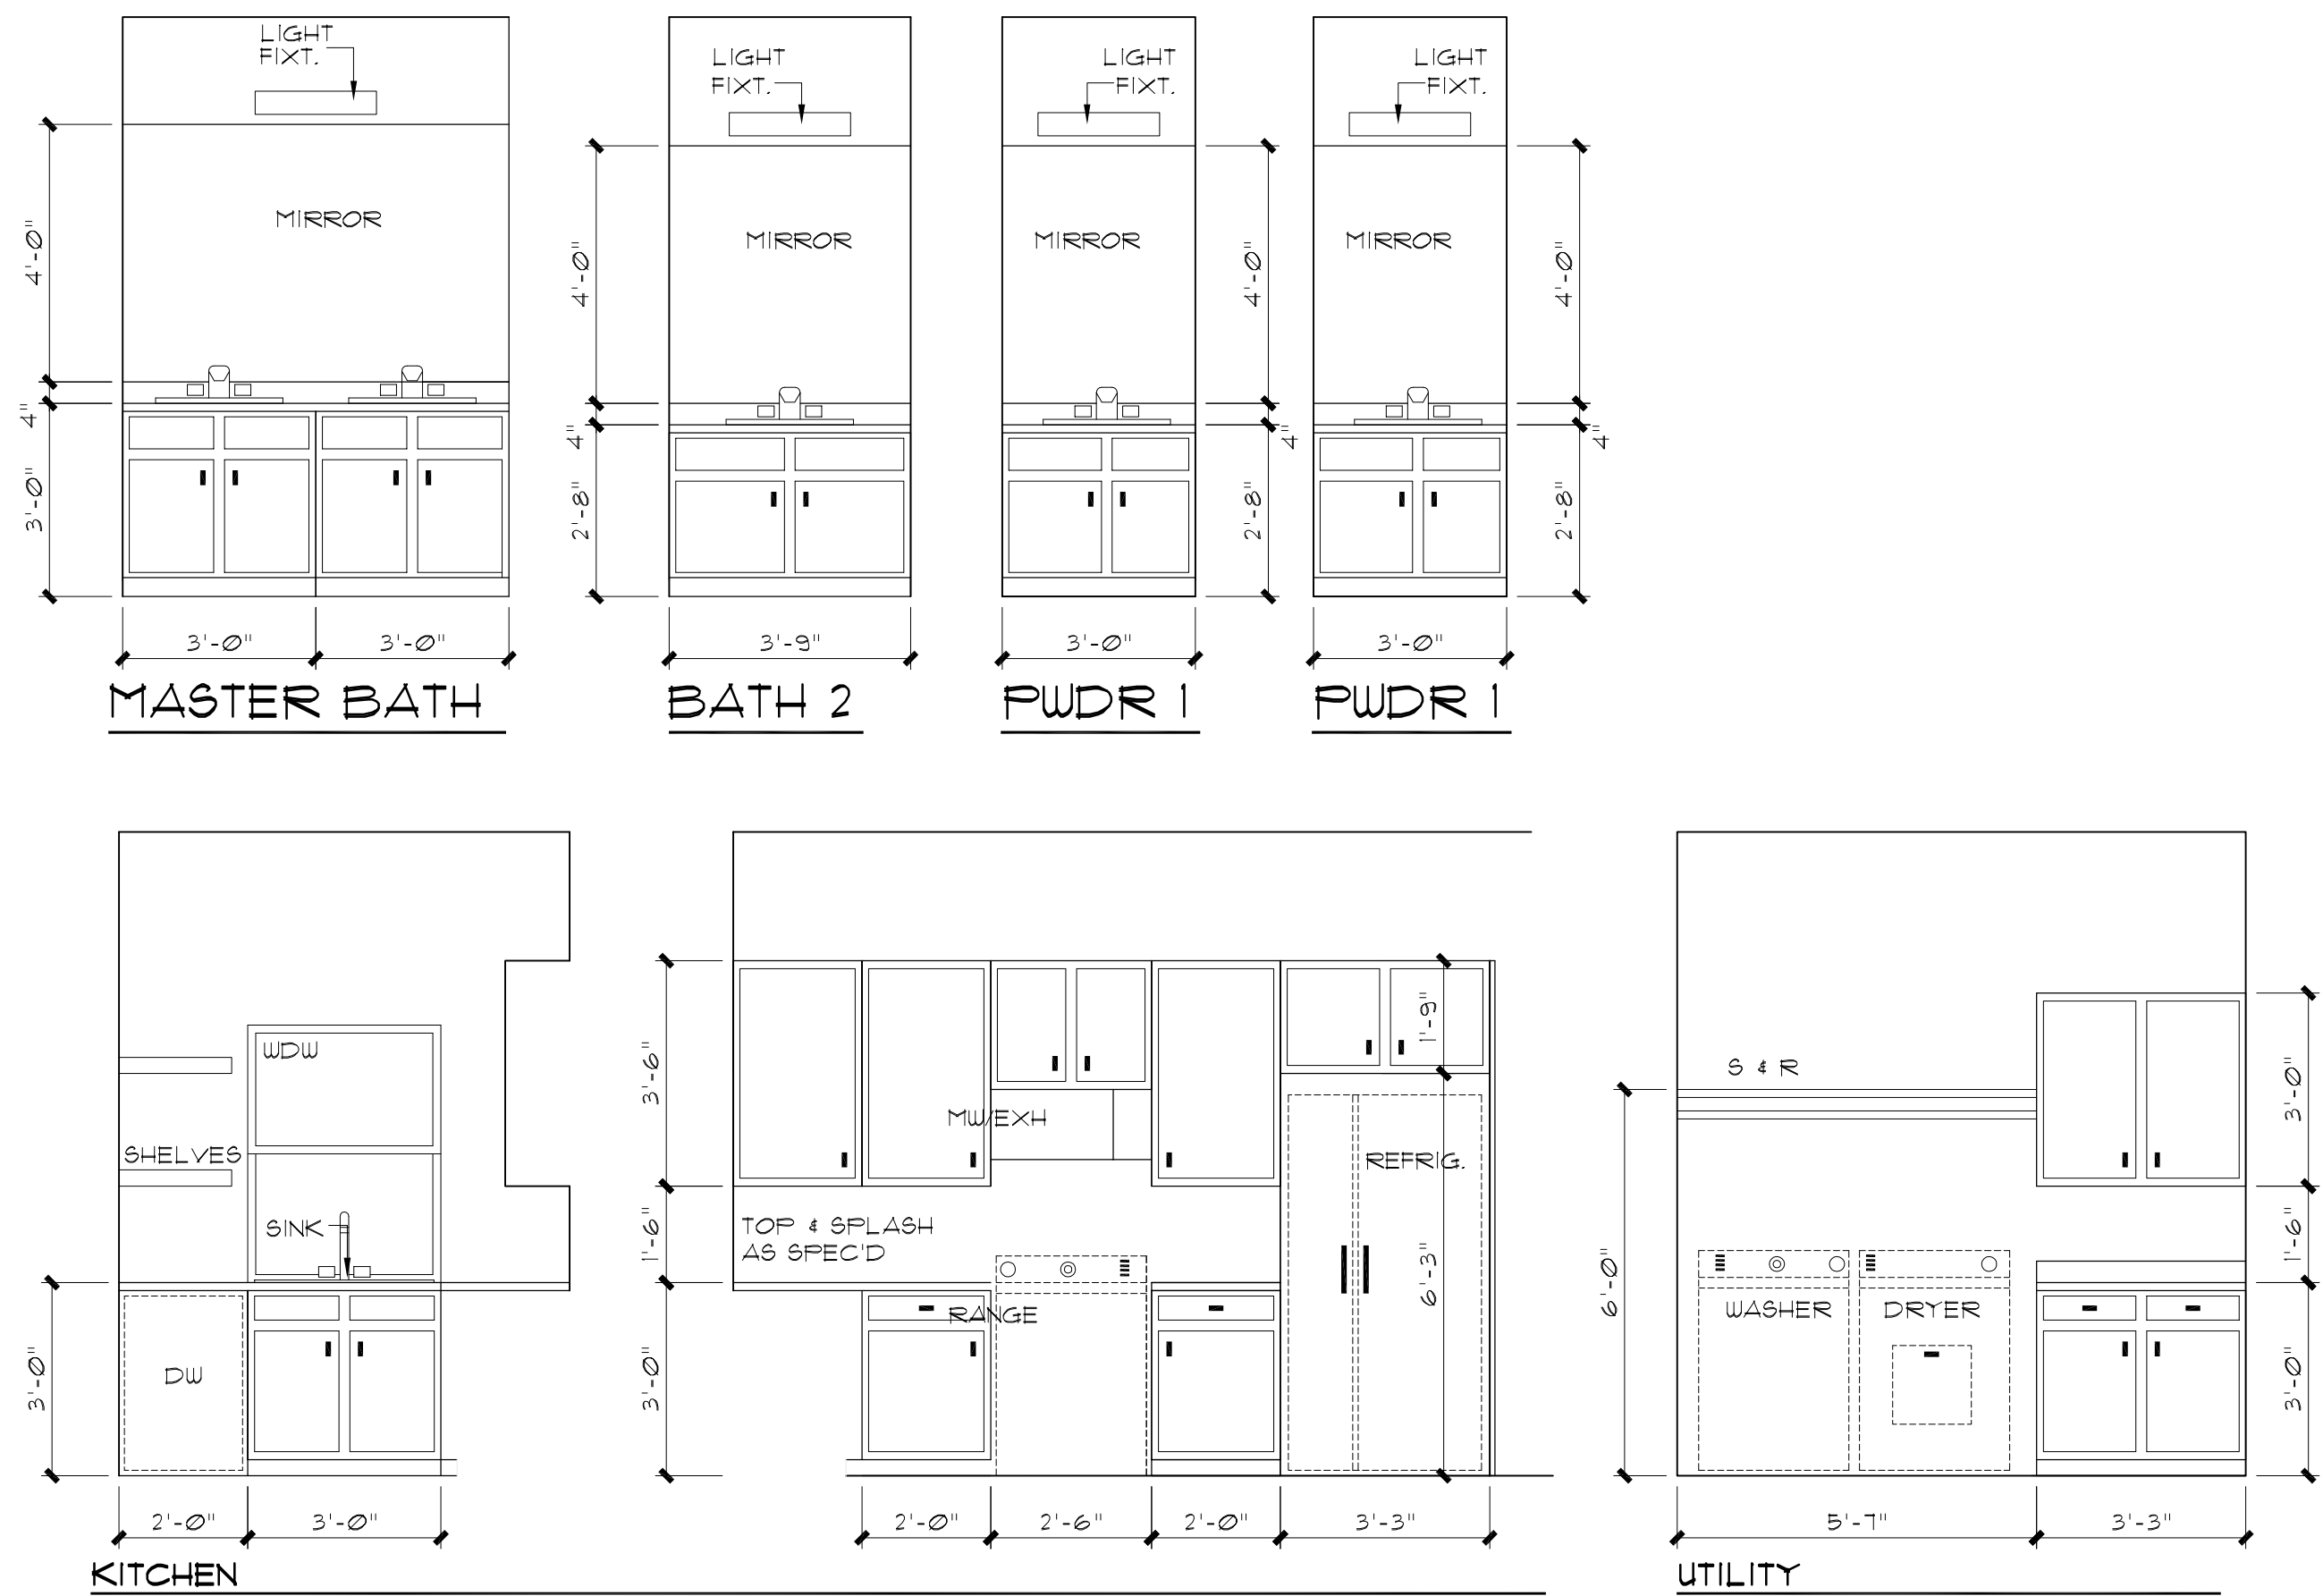 LIGHT
FIXT.
MIRROR
4'-0"
4"
3'-0"
3'-0"
3'-0"
MASTER BATH
LIGHT
FIXT.
MIRROR
4'-0"
4"
2'-8"
3'-9"
BATH 2
LIGHT
FIXT.
MIRROR
4'-0"
4"
2'-8"
3'-0"
PWDR 1
LIGHT
FIXT.
MIRROR
4'-0"
4"
2'-8"
3'-0"
PWDR 1
WDW
SHELVES
SINK
DW
3'-0"
2'-0"
3'-0"
KITCHEN
3'-6"
1'-6"
3'-0"
1'-9"
MW/EXH
REFRIG.
TOP & SPLASH
AS SPEC'D
6'-3"
RANGE
2'-0"
2'-6"
2'-0"
3'-3"
S & R
6'-0"
WASHER
DRYER
3'-0"
1'-6"
3'-0"
5'-7"
3'-3"
UTILITY